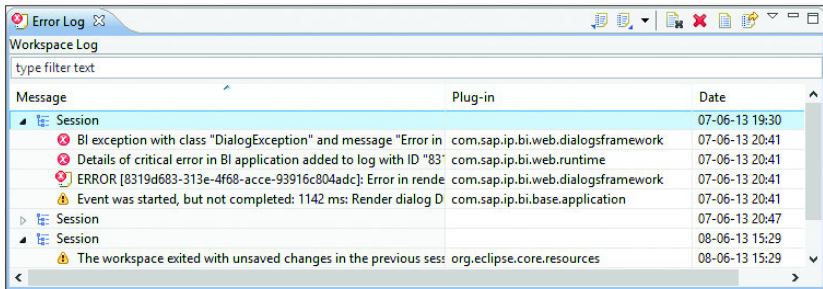 Error Log
Workspace Log
type filter text
Message Plug-in Date
Session 07-06-13 19:30
BI exception with class "DialogException" and message "Error in com.sap.ip.bi.web.dialogsframework 07-06-13 20:41
Details of critical error in BI application added to log with ID "831 com.sap.ip.bi.web.runtime 07-06-13 20:41
ERROR [8319d683-313e-4f68-acce-93916c804adc]: Error in rende com.sap.ip.bi.web.dialogsframework 07-06-13 20:41
Event was started, but not completed: 1142 ms: Render dialog D com.sap.ip.bi.base.application 07-06-13 20:41
Session 07-06-13 20:47
Session 08-06-13 15:29
The workspace exited with unsaved changes in the previous sess org.eclipse.core.resources 08-06-13 15:29